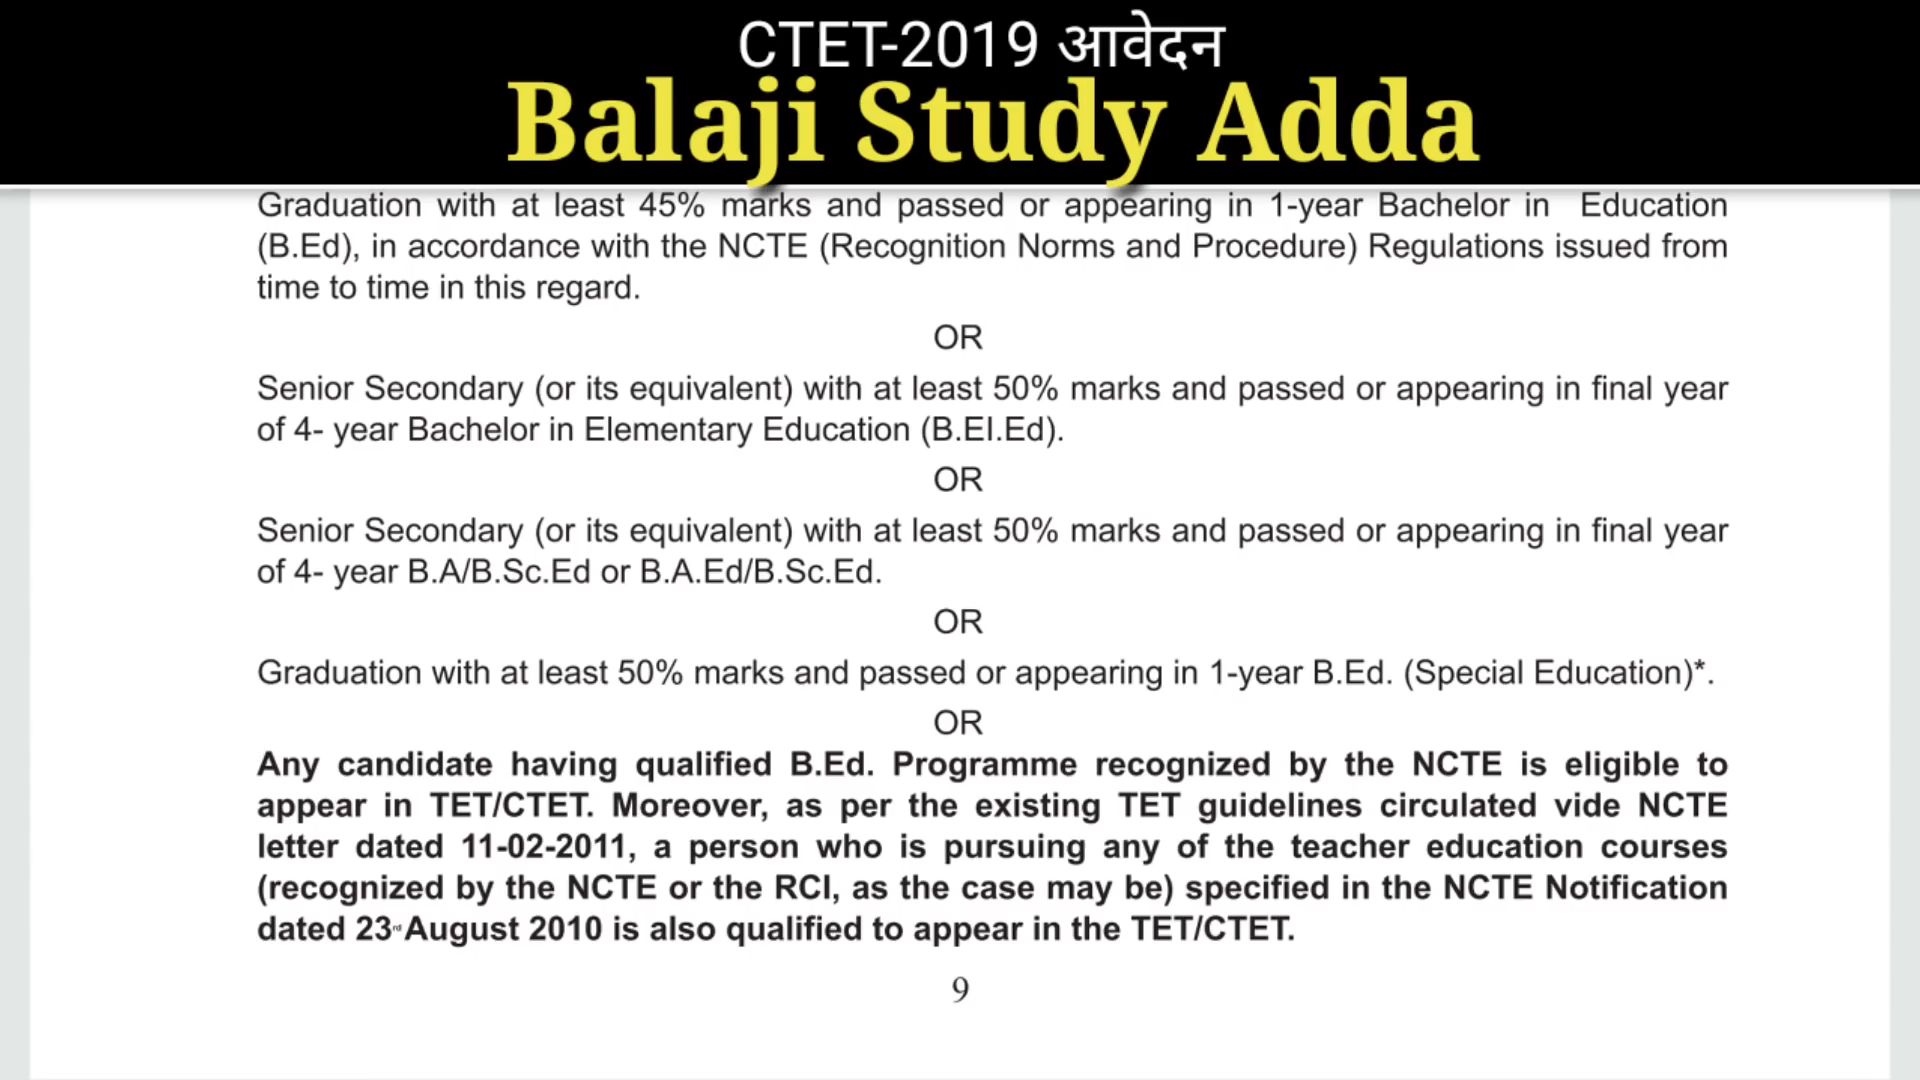 CTET-2019 आवेदन
Balaji Study Adda
Graduation with at least 45% marks and passed or appearing in 1-year Bachelor in Education
(B.Ed), in accordance with the NCTE (Recognition Norms and Procedure) Regulations issued from
time to time in this regard.
OR
Senior Secondary (or its equivalent) with at least 50% marks and passed or appearing in final year
of 4- year Bachelor in Elementary Education (B.El.Ed).
OR
Senior Secondary (or its equivalent) with at least 50% marks and passed or appearing in final year
of 4- year B.A/B.Sc.Ed or B.A.Ed/B.Sc.Ed.
OR
Graduation with at least 50% marks and passed or appearing in 1-year B.Ed. (Special Education)*.
OR
Any candidate having qualified B.Ed. Programme recognized by the NCTE is eligible to
appear in TET/CTET. Moreover, as per the existing TET guidelines circulated vide NCTE
letter dated 11-02-2011, a person who is pursuing any of the teacher education courses
(recognized by the NCTE or the RCI, as the case may be) specified in the NCTE Notification
dated 23rd August 2010 is also qualified to appear in the TET/CTET.
9